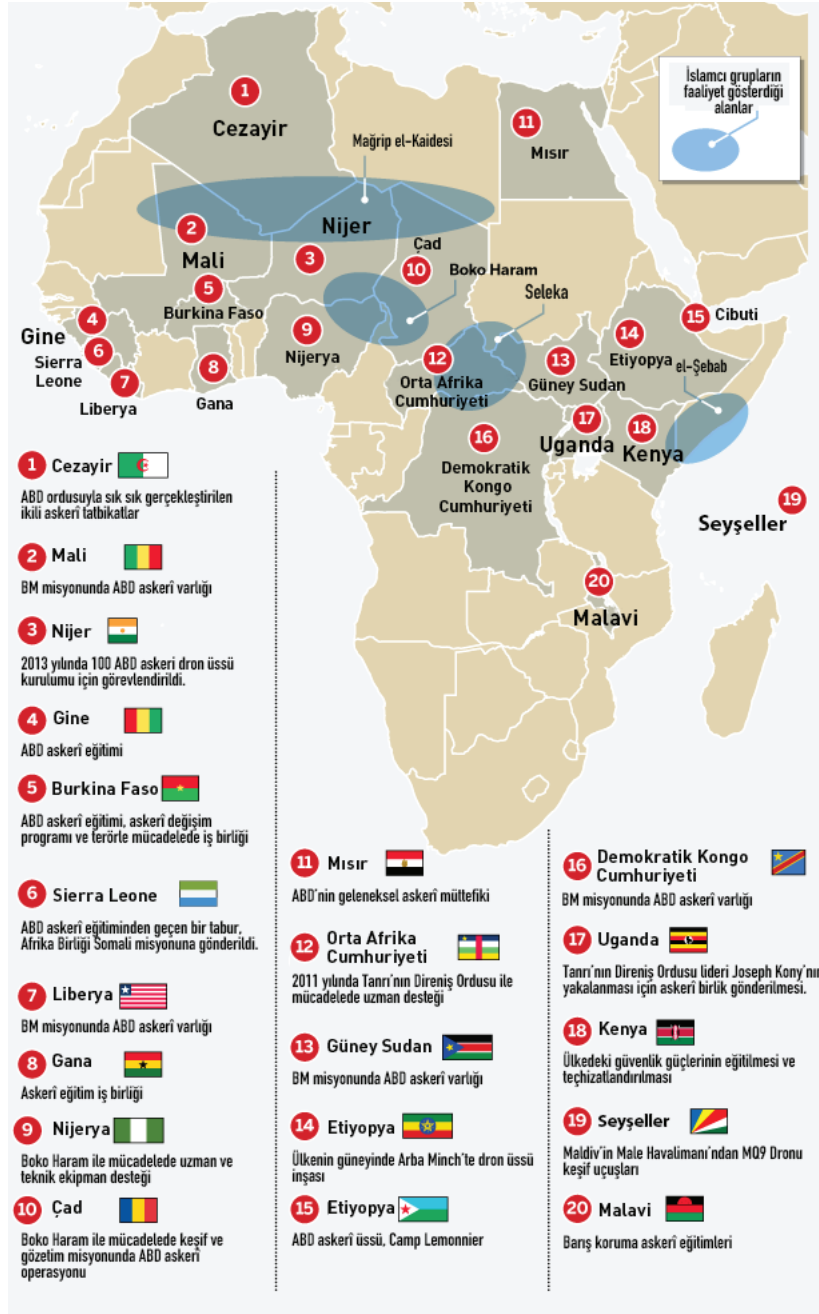 İslamcı grupların
faaliyet gösterdiği
alanlar
1
Cezayir
11
Mısır
Mağrip el-Kaidesi
2
Mali
Nijer
3
Çad
10
Boko Haram
Seleka
5
Burkina Faso
4
Gine
6
Sierra
Leone
7
Liberya
8
Gana
9
Nijerya
12
Orta Afrika
Cumhuriyeti
13
Güney Sudan
14
Etiyopya
15
Cibuti
el-Şebab
16
Demokratik
Kongo
Cumhuriyeti
17
Uganda
18
Kenya
19
Seyşeller
20
Malavi
1 Cezayir
ABD ordusuyla sık sık gerçekleştirilen
ikili askerî tatbikatlar
2 Mali
BM misyonunda ABD askerî varlığı
3 Nijer
2013 yılında 100 ABD askeri dron üssü
kurulumu için görevlendirildi.
4 Gine
ABD askerî eğitimi
5 Burkina Faso
ABD askerî eğitimi, askerî değişim
programı ve terörle mücadelede iş birliği
6 Sierra Leone
ABD askerî eğitiminden geçen bir tabur,
Afrika Birliği Somali misyonuna gönderildi.
7 Liberya
BM misyonunda ABD askerî varlığı
8 Gana
Askerî eğitim iş birliği
9 Nijerya
Boko Haram ile mücadelede uzman ve
teknik ekipman desteği
10 Çad
Boko Haram ile mücadelede keşif ve
gözetim misyonunda ABD askerî
operasyonu
11 Mısır
ABD'nin geleneksel askerî müttefiki
12 Orta Afrika
Cumhuriyeti
2011 yılında Tanrı'nın Direniş Ordusu ile
mücadelede uzman desteği
13 Güney Sudan
BM misyonunda ABD askerî varlığı
14 Etiyopya
Ülkenin güneyinde Arba Minch'te dron üssü
inşası
15 Etiyopya
ABD askerî üssü, Camp Lemonnier
16 Demokratik Kongo
Cumhuriyeti
BM misyonunda ABD askerî varlığı
17 Uganda
Tanrı'nın Direniş Ordusu lideri Joseph Kony'nin
yakalanması için askerî birlik gönderilmesi.
18 Kenya
Ülkedeki güvenlik güçlerinin eğitilmesi ve
teçhizatlandırılması
19 Seyşeller
Maldiv'in Male Havalimanı'ndan MQ9 Dronu
keşif uçuşları
20 Malavi
Barış koruma askerî eğitimleri